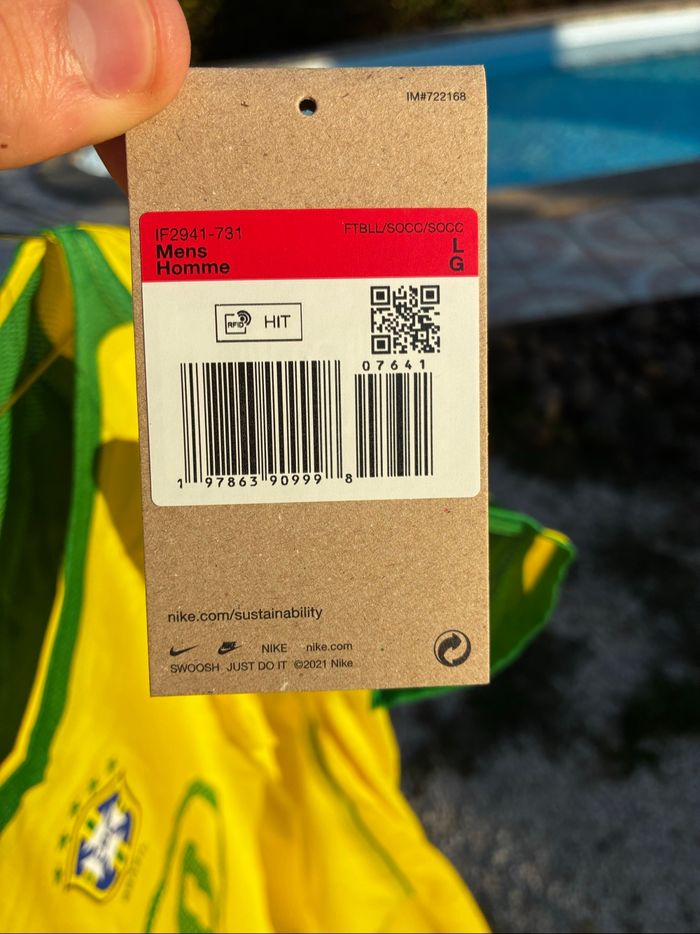 IM#722168
IF2941-731
FTBLL/SOCC/SOCC
Mens
L
Homme
G
RFID HIT
07641
1 97863 90999 8
nike.com/sustainability
NIKE nike.com
SWOOSH JUST DO IT ©2021 Nike